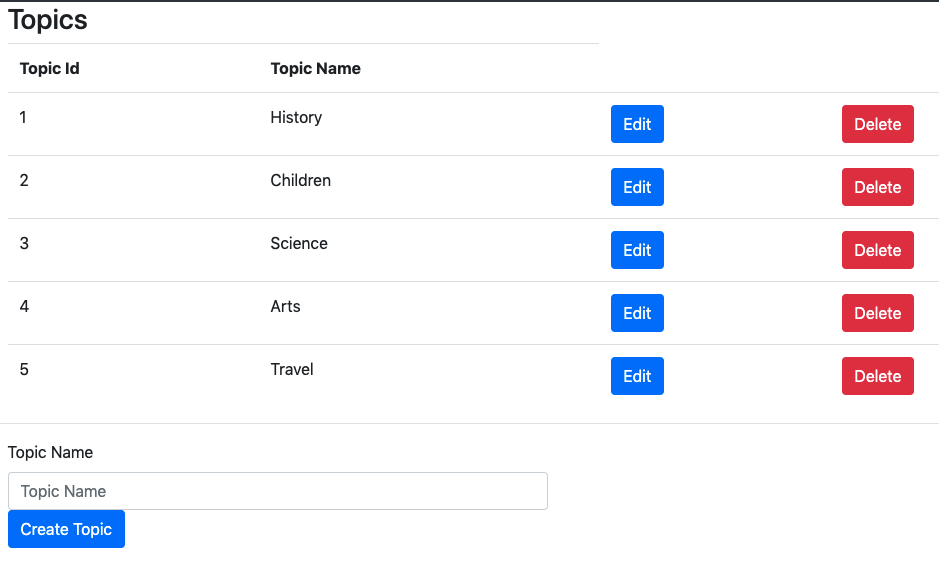 Topics
Topic Id Topic Name
1 History Edit Delete
2 Children Edit Delete
3 Science Edit Delete
4 Arts Edit Delete
5 Travel Edit Delete
Topic Name
Topic Name
Create Topic